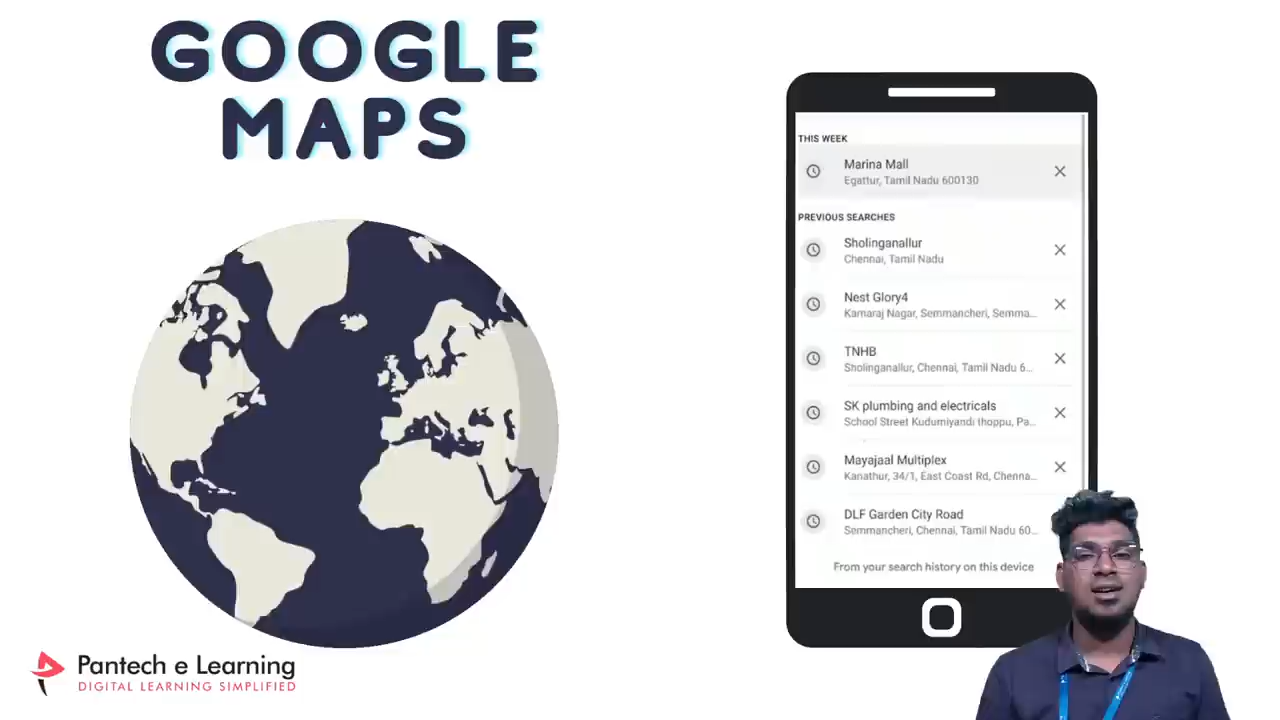 GOOGLE
MAPS
THIS WEEK
Marina Mall
Egattur, Tamil Nadu 600130
PREVIOUS SEARCHES
Sholinganallur
Chennai, Tamil Nadu
Nest Glory4
Kamaraj Nagar, Semmancheri, Semma...
TNHB
Sholinganallur, Chennai, Tamil Nadu 6...
SK plumbing and electricals
School Street Kudumiyandi thoppu, Pa...
Mayajaal Multiplex
Kanathur, 34/1, East Coast Rd, Chenna...
DLF Garden City Road
Semmancheri, Chennai, Tamil Nadu 60...
From your search history on this device
Pantech e Learning
DIGITAL LEARNING SIMPLIFIED